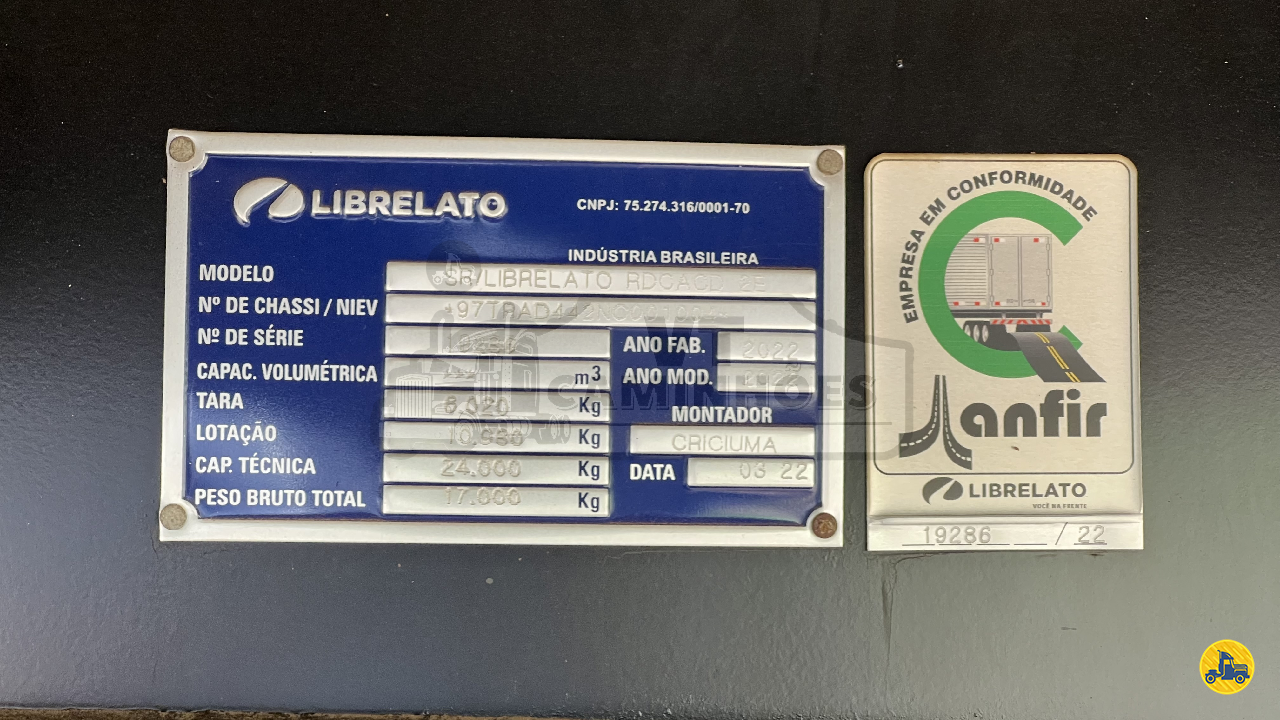 LIBRELATO
CNPJ: 75.274.316/0001-70
INDÚSTRIA BRASILEIRA
MODELO SR/LIBRELATO RDCACD 2E
Nº DE CHASSI / NIEV
Nº DE SÉRIE
ANO FAB. 2022
CAPAC. VOLUMÉTRICA m³
ANO MOD.
TARA Kg
MONTADOR
LOTAÇÃO Kg
CRICIUMA
CAP. TÉCNICA 24.000 Kg
DATA 03 22
PESO BRUTO TOTAL 17.000 Kg
CAMINHÕES
EMPRESA EM CONFORMIDADE
anfir
LIBRELATO
VOCÊ NA FRENTE
19286 / 22